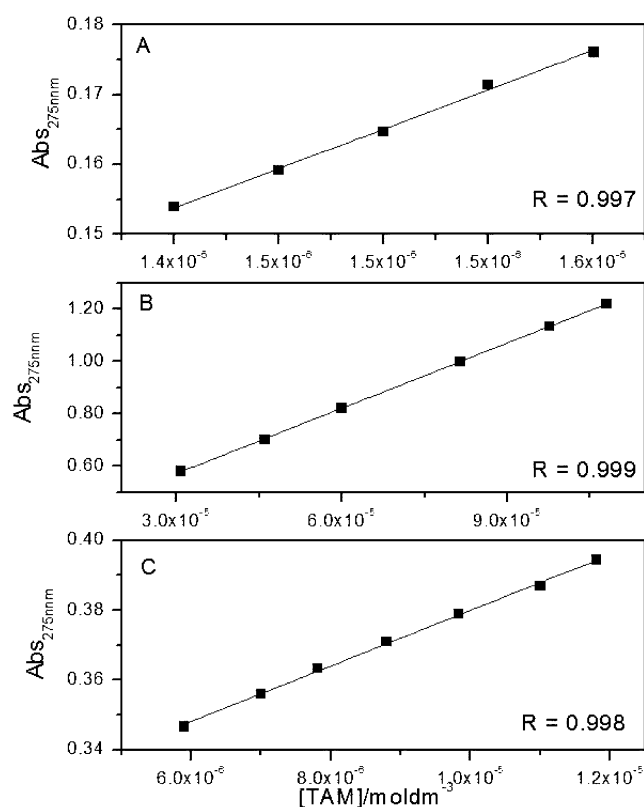 A
0.18
0.17
0.16
0.15
Abs₂₇₅ₙₙₘ
R = 0.997
1.4x10⁻⁵ 1.5x10⁻⁵ 1.5x10⁻⁵ 1.5x10⁻⁵ 1.6x10⁻⁵
B
1.20
1.00
0.80
0.60
Abs₂₇₅ₙₙₘ
R = 0.999
3.0x10⁻⁵ 6.0x10⁻⁵ 9.0x10⁻⁵
C
0.40
0.38
0.36
0.34
Abs₂₇₅ₙₙₘ
R = 0.998
6.0x10⁻⁶ 8.0x10⁻⁶ 1.0x10⁻⁵ 1.2x10⁻⁵
[TAM]/moldm⁻³